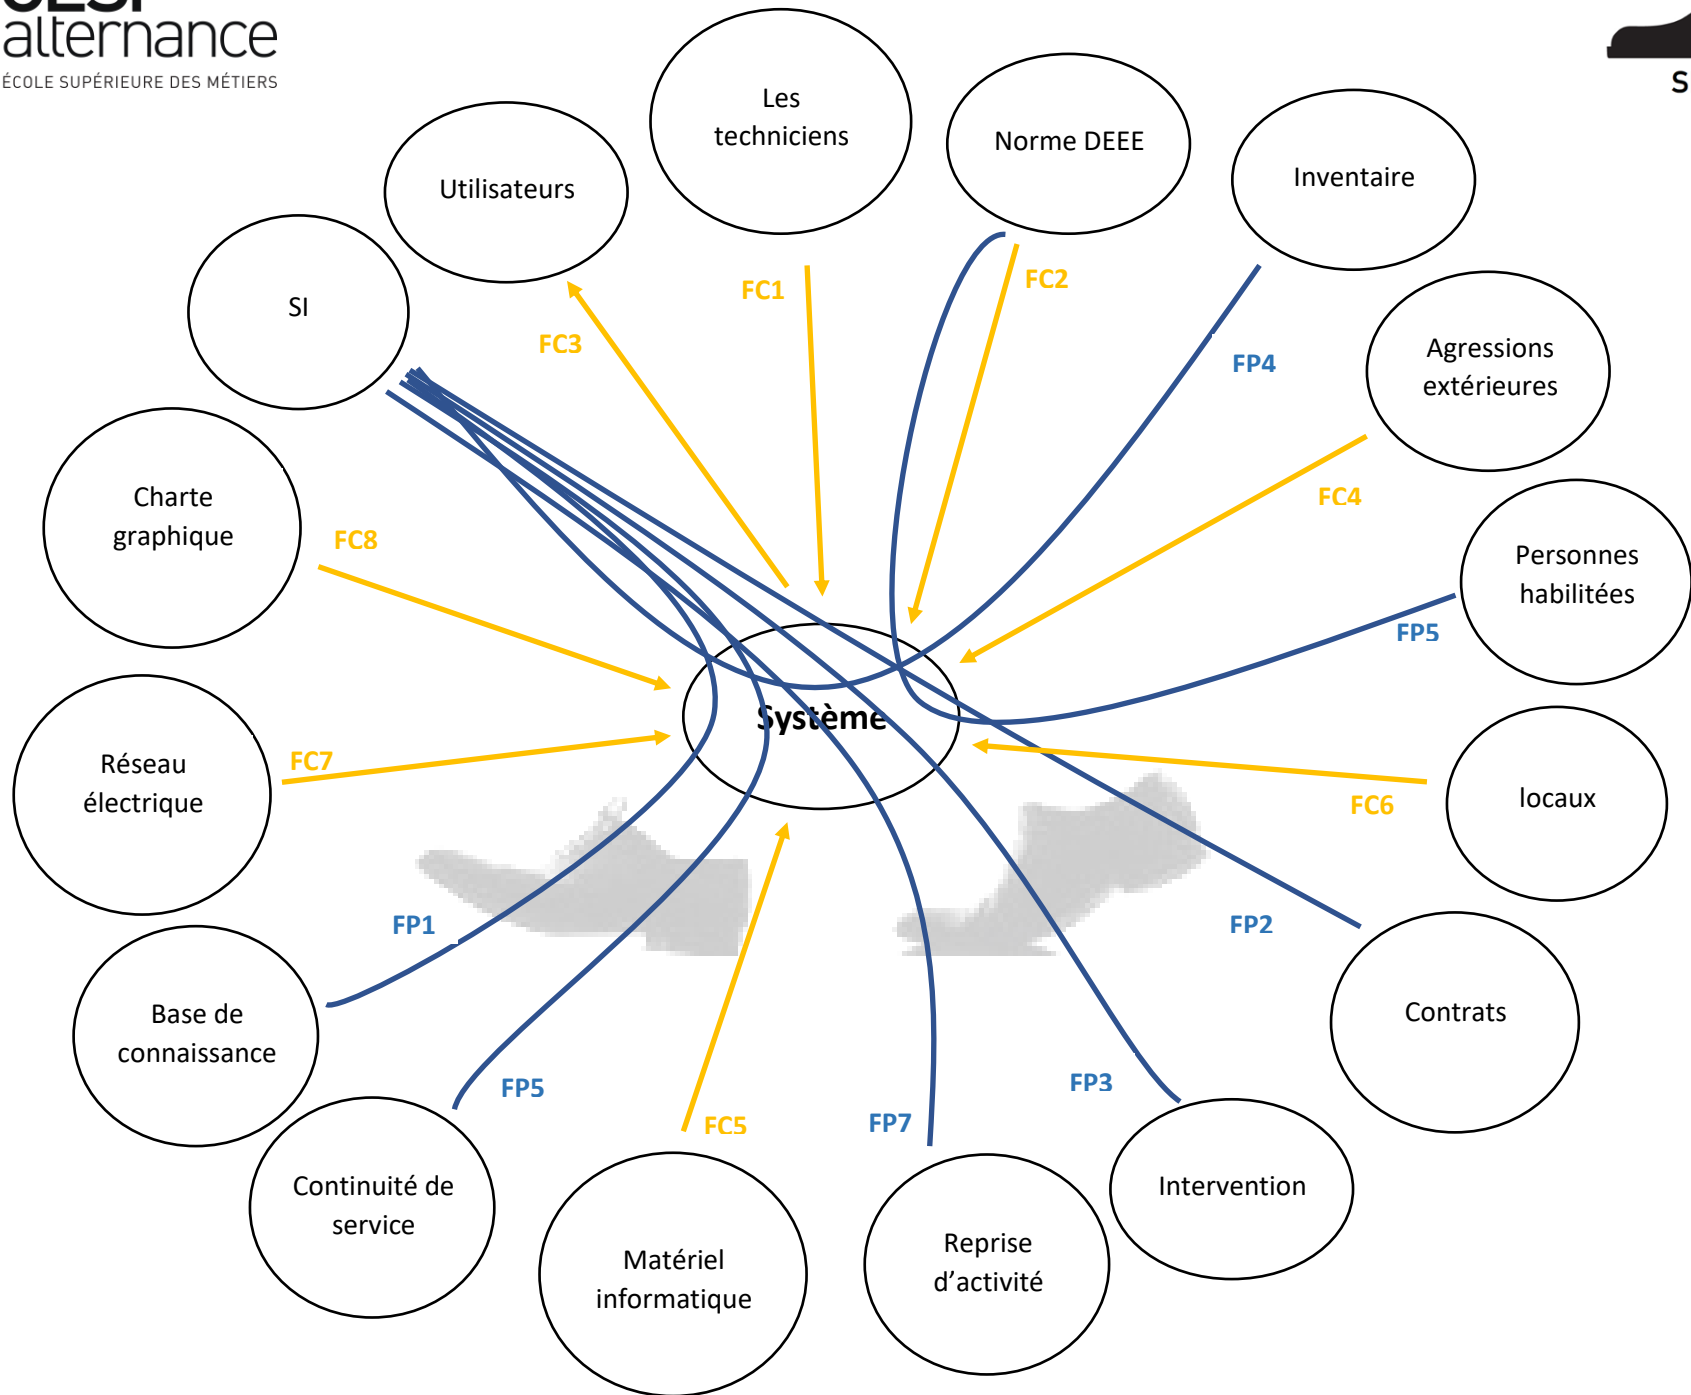 alternance
ÉCOLE SUPÉRIEURE DES MÉTIERS
S
Les
techniciens
Norme DEEE
Inventaire
Utilisateurs
SI
FC1
FC2
FC3
FP4
Agressions
extérieures
FC4
Charte
graphique
FC8
Personnes
habilitées
FP5
Système
Réseau
électrique
FC7
locaux
FC6
FP1
FP2
Base de
connaissance
Contrats
FP5
FP3
FC5
FP7
Continuité de
service
Intervention
Matériel
informatique
Reprise
d’activité